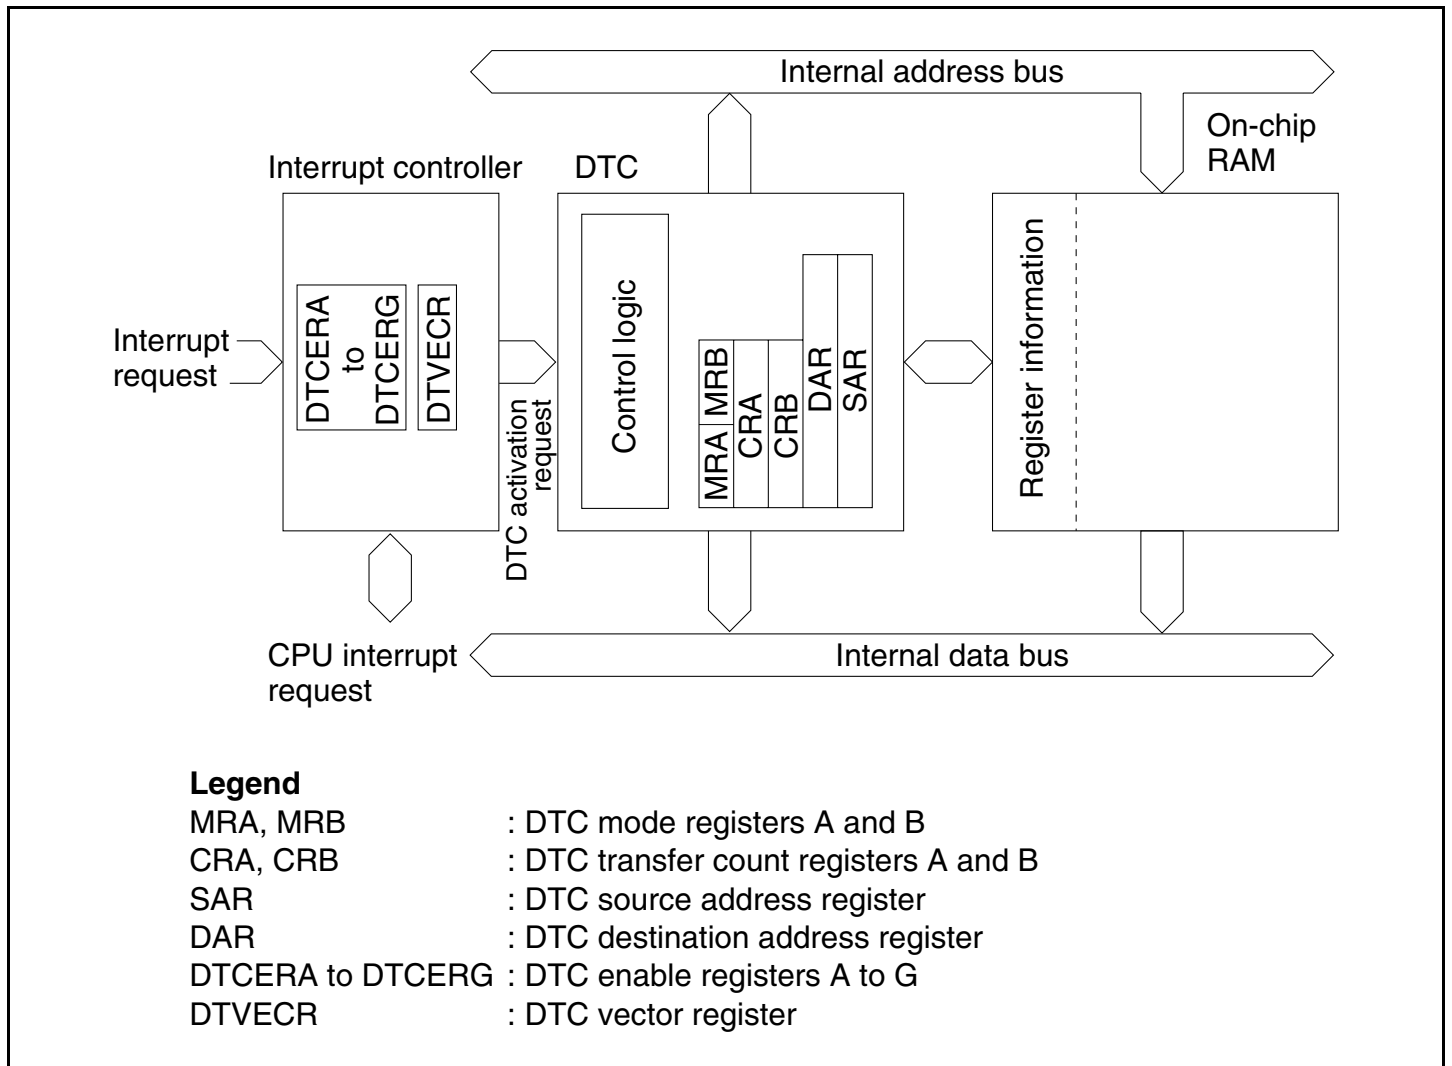 Internal address bus
On-chip
RAM
Interrupt controller
DTC
Interrupt
request
DTCERA
to
DTCERG
DTVECR
DTC activation
request
Control logic
MRA
MRB
CRA
CRB
DAR
SAR
Register information
CPU interrupt
request
Internal data bus
Legend
MRA, MRB : DTC mode registers A and B
CRA, CRB : DTC transfer count registers A and B
SAR : DTC source address register
DAR : DTC destination address register
DTCERA to DTCERG : DTC enable registers A to G
DTVECR : DTC vector register